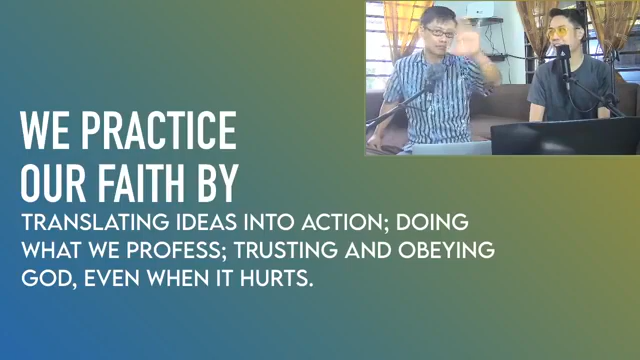 WE PRACTICE
OUR FAITH BY
TRANSLATING IDEAS INTO ACTION; DOING
WHAT WE PROFESS; TRUSTING AND OBEYING
GOD, EVEN WHEN IT HURTS.